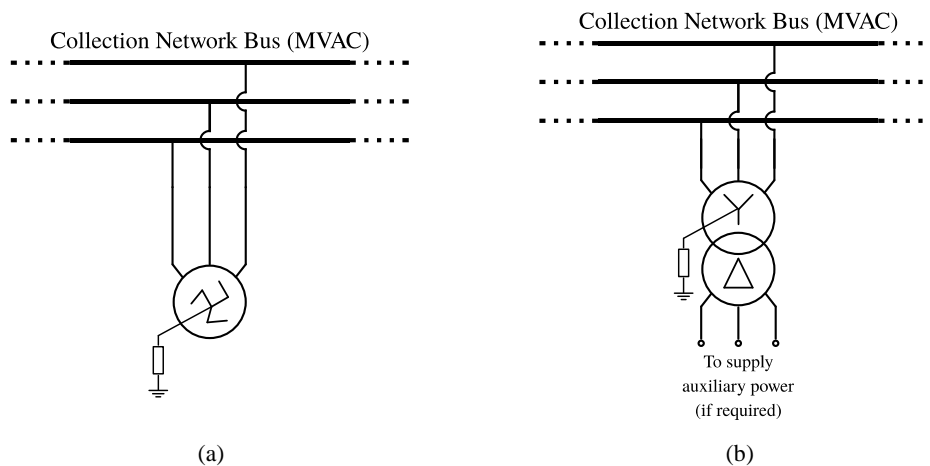 Collection Network Bus (MVAC)
Collection Network Bus (MVAC)
To supply
auxiliary power
(if required)
(a)
(b)